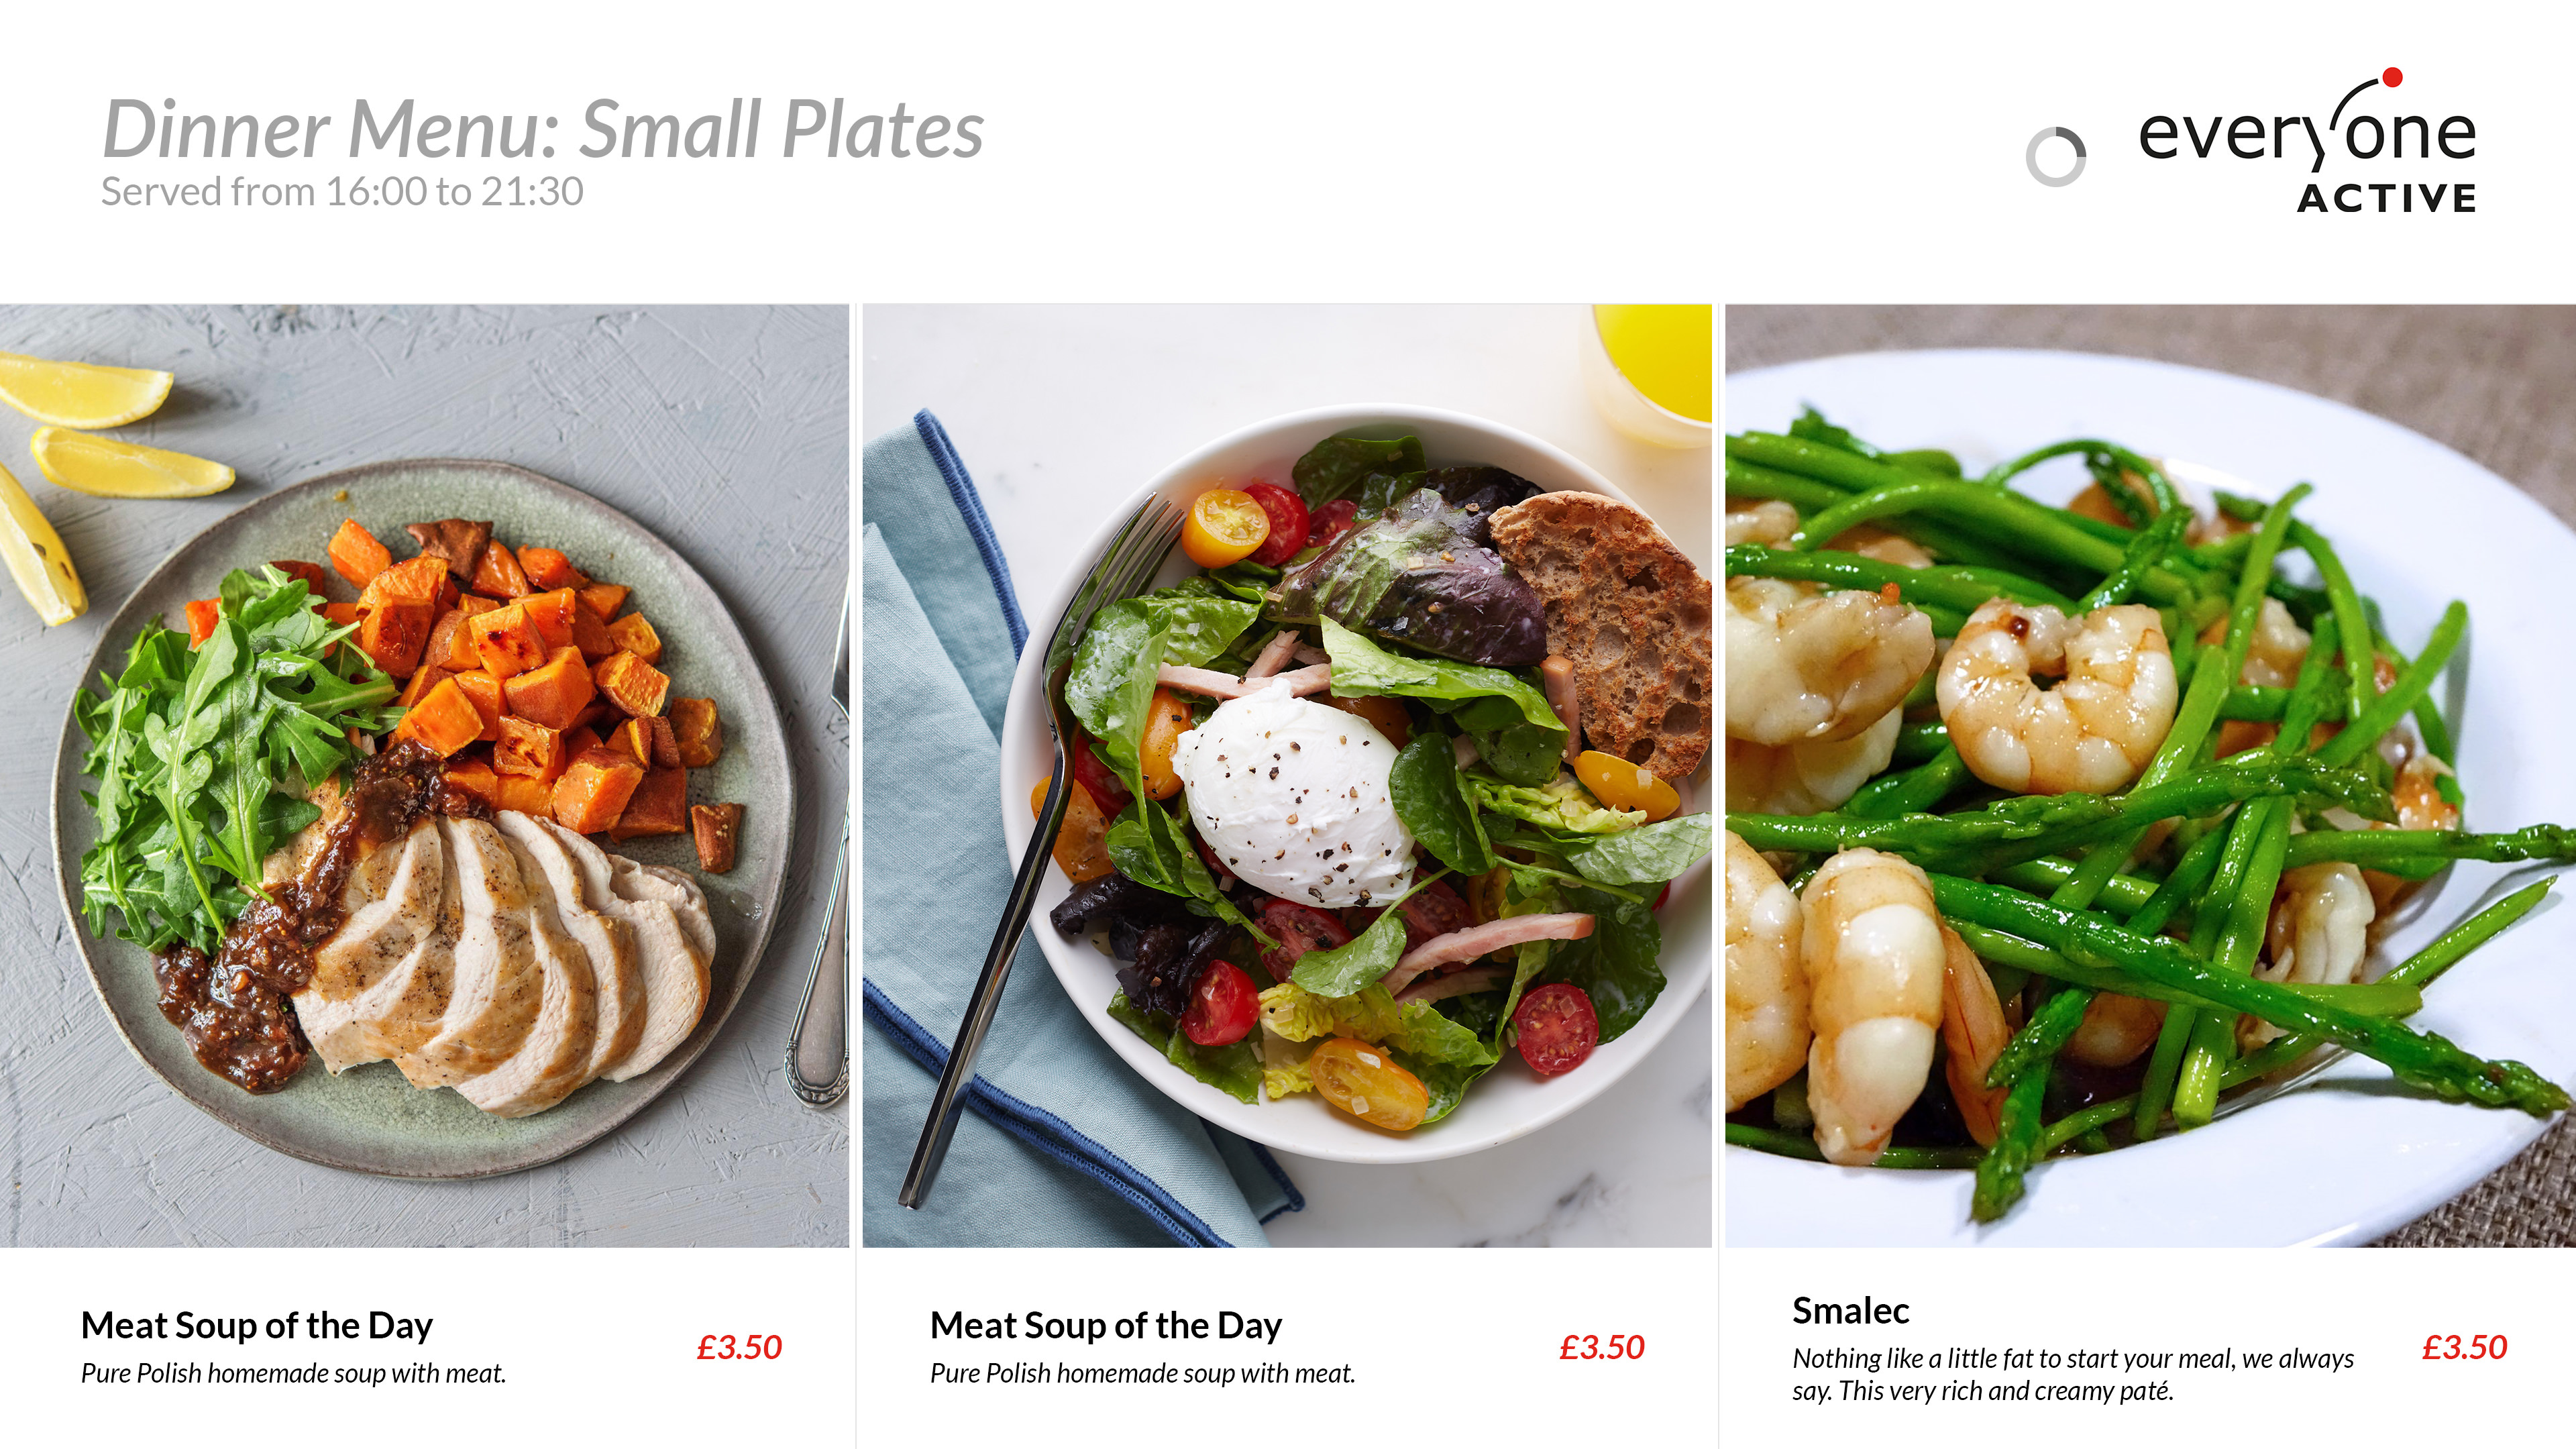 Dinner Menu: Small Plates
Served from 16:00 to 21:30
everyone
ACTIVE
Meat Soup of the Day
Pure Polish homemade soup with meat.
£3.50
Meat Soup of the Day
Pure Polish homemade soup with meat.
£3.50
Smalec
Nothing like a little fat to start your meal, we always
say. This very rich and creamy paté.
£3.50